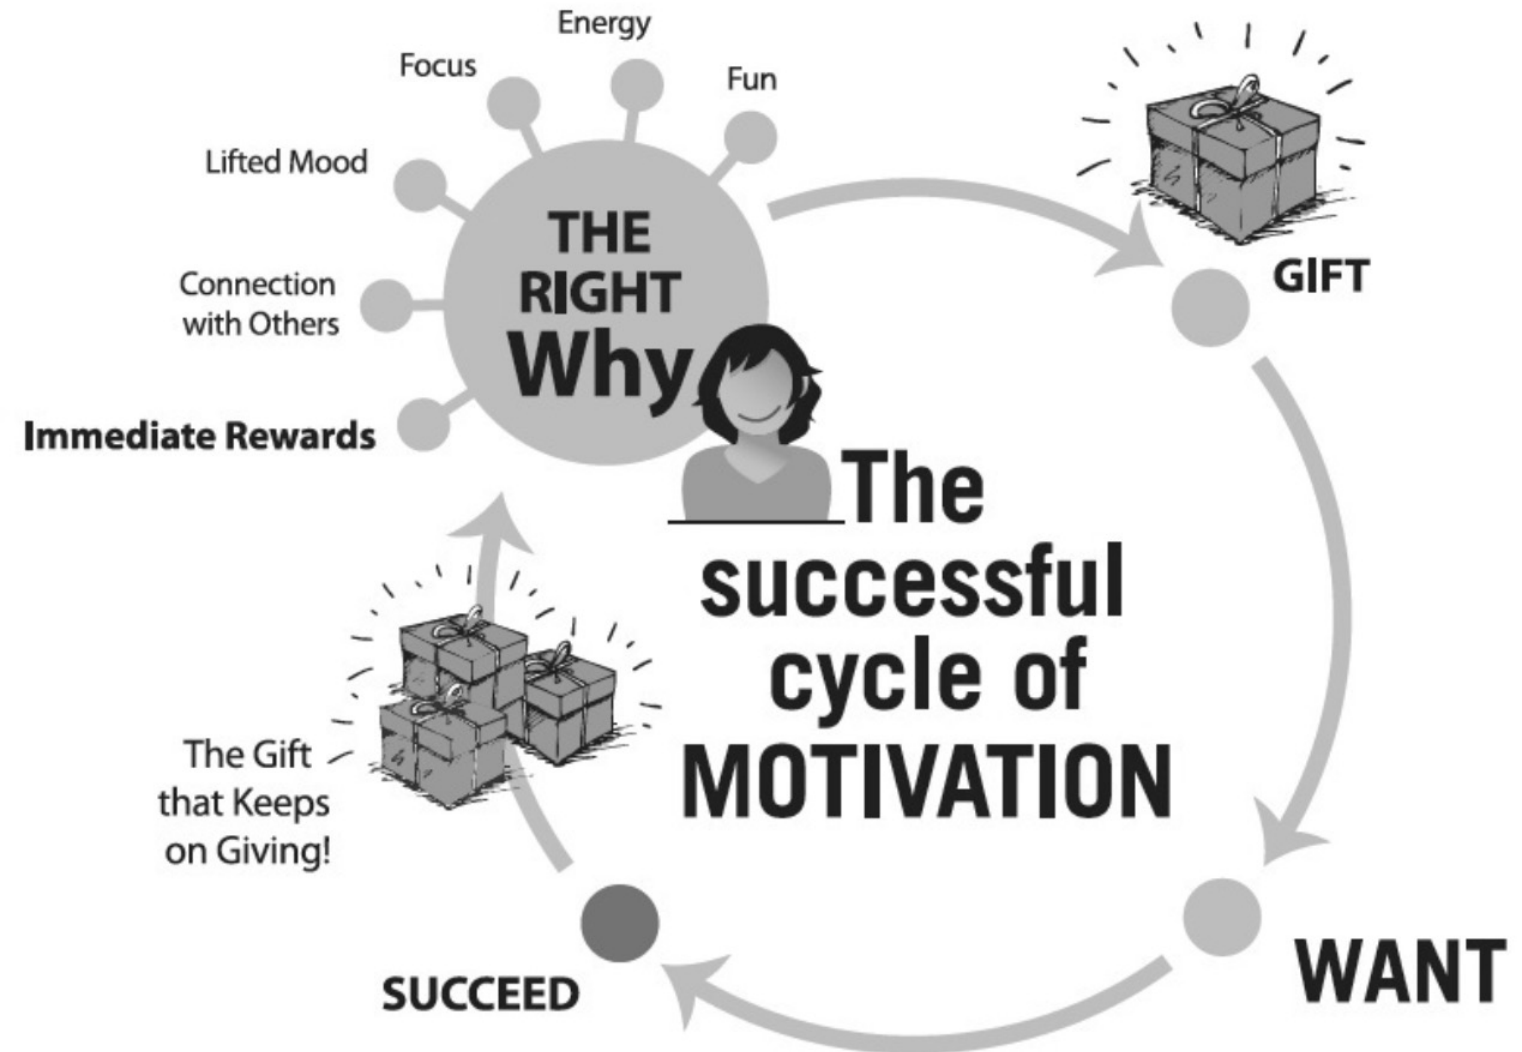 Energy
Focus
Fun
Lifted Mood
Connection
with Others
Immediate Rewards
THE
RIGHT
Why
GIFT
The
successful
cycle of
MOTIVATION
The Gift
that Keeps
on Giving!
WANT
SUCCEED